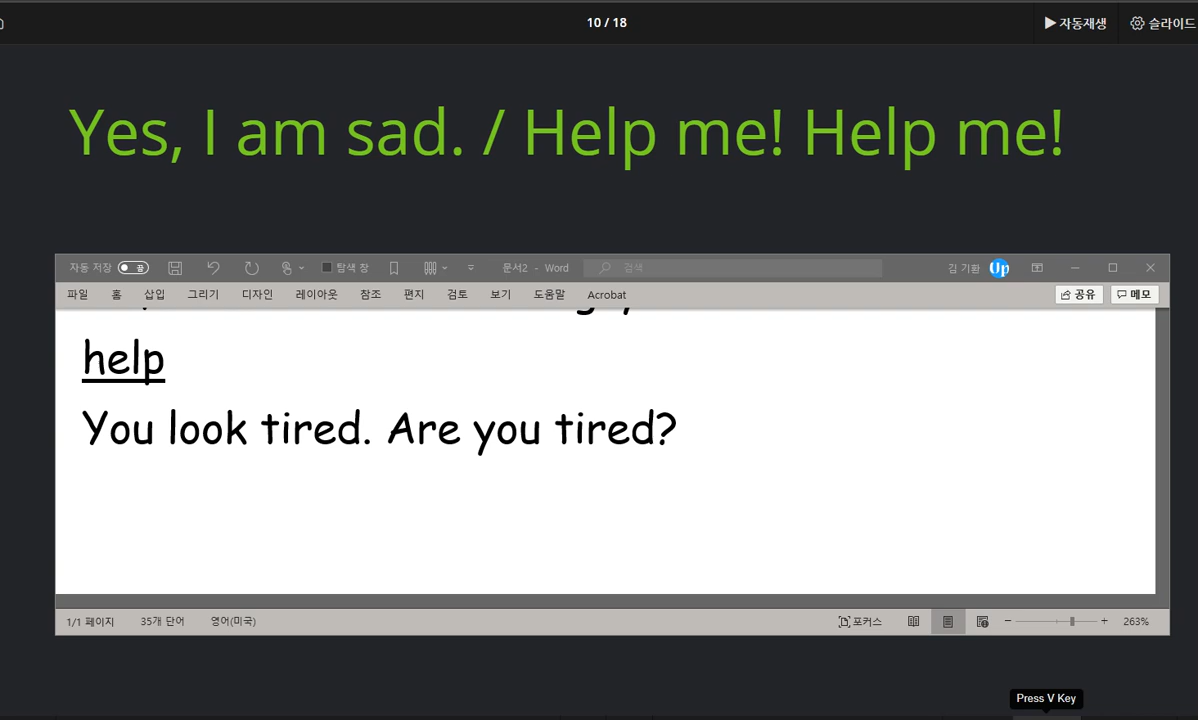 10 / 18
▶ 자동재생
슬라이드
Yes, I am sad. / Help me! Help me!
자동 저장 끔 탐색 창 문서2 - Word 검색 김 기환 Up
파일 홈 삽입 그리기 디자인 레이아웃 참조 편지 검토 보기 도움말 Acrobat 공유 메모
help
You look tired. Are you tired?
1/1 페이지 35개 단어 영어(미국) 포커스 − + 263%
Press V Key